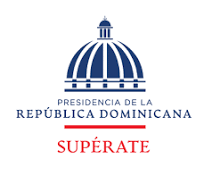 PRESIDENCIA DE LA
REPÚBLICA DOMINICANA
SUPÉRATE